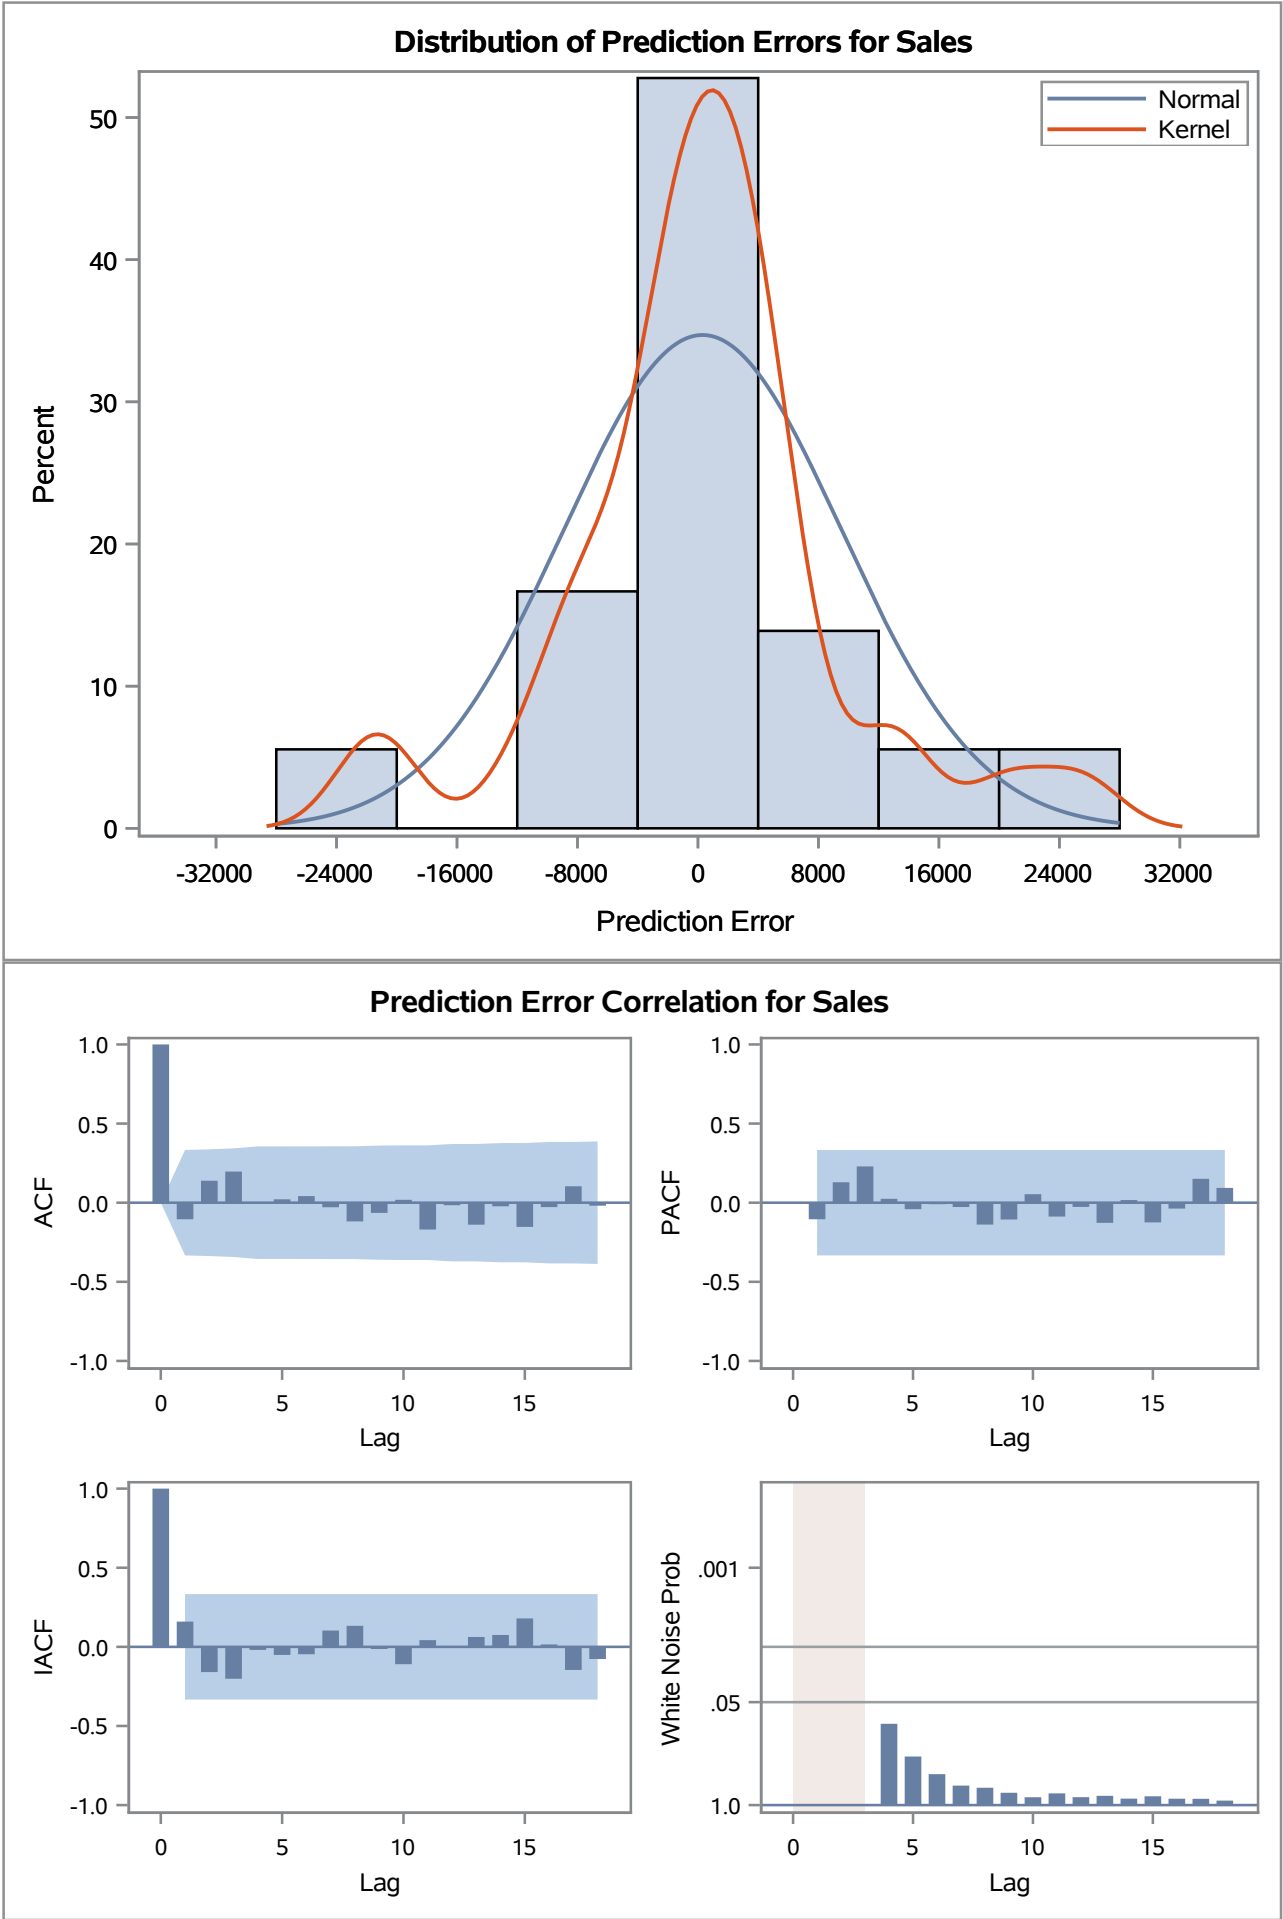 Distribution of Prediction Errors for Sales
Normal
Kernel
Percent
50
40
30
20
10
0
-32000 -24000 -16000 -8000 0 8000 16000 24000 32000
Prediction Error
Prediction Error Correlation for Sales
ACF
1.0
0.5
0.0
-0.5
-1.0
0 5 10 15
Lag
PACF
1.0
0.5
0.0
-0.5
-1.0
0 5 10 15
Lag
IACF
1.0
0.5
0.0
-0.5
-1.0
0 5 10 15
Lag
White Noise Prob
.001
.05
1.0
0 5 10 15
Lag